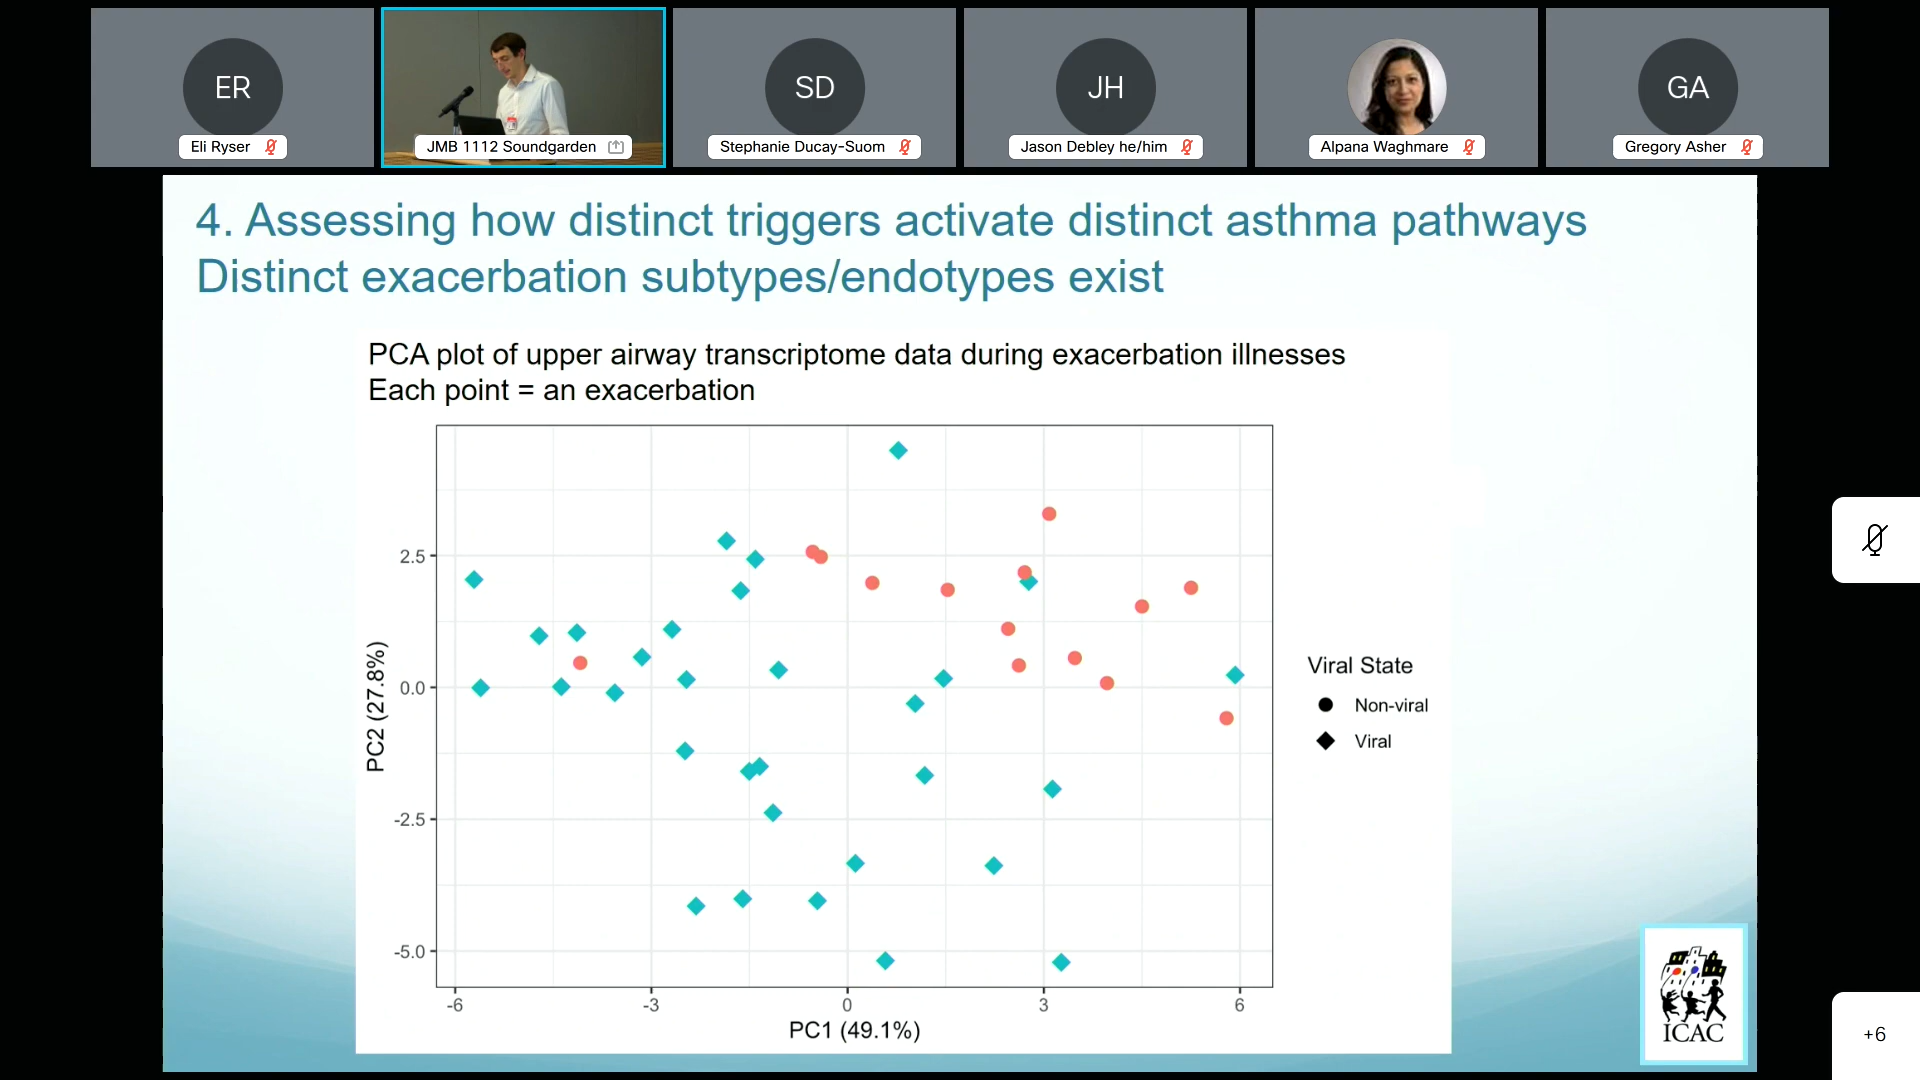 ER
SD
JH
GA
Eli Ryser
JMB 1112 Soundgarden
Stephanie Ducay-Suom
Jason Debley he/him
Alpana Waghmare
Gregory Asher
4. Assessing how distinct triggers activate distinct asthma pathways
Distinct exacerbation subtypes/endotypes exist
PCA plot of upper airway transcriptome data during exacerbation illnesses
Each point = an exacerbation
2.5
0.0
-2.5
-5.0
PC2 (27.8%)
-6
-3
0
3
6
PC1 (49.1%)
Viral State
Non-viral
Viral
ICAC
+6